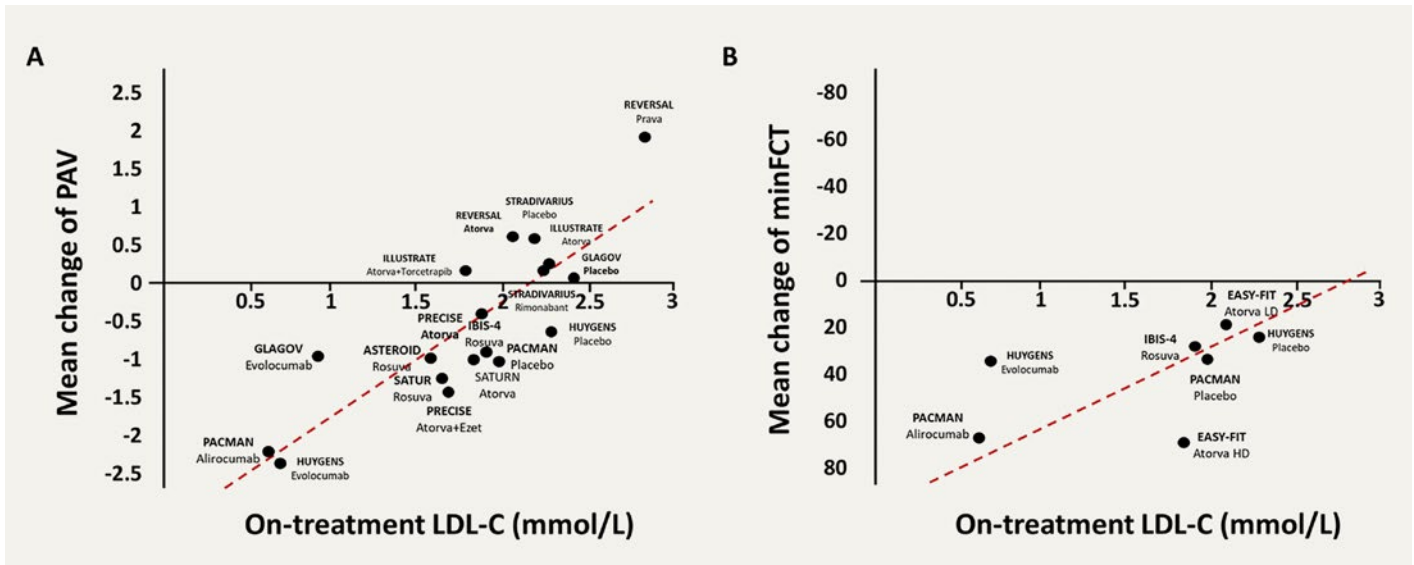 A
Mean change of PAV
2.5
2
1.5
1
0.5
0
-0.5
-1
-1.5
-2
-2.5
0.5
1
1.5
2
2.5
3
REVERSAL
Prava
STRADIVARIUS
Placebo
REVERSAL
Atorva
ILLUSTRATE
Atorva
ILLUSTRATE
Atorva+Torcetrapib
GLAGOV
Placebo
STRADIVARIUS
Rimonabant
PRECISE
Atorva
IBIS-4
Rosuva
HUYGENS
Placebo
GLAGOV
Evolocumab
ASTEROID
Rosuva
PACMAN
Placebo
SATUR
Rosuva
SATURN
Atorva
PRECISE
Atorva+Ezet
PACMAN
Alirocumab
HUYGENS
Evolocumab
On-treatment LDL-C (mmol/L)
B
Mean change of minFCT
-80
-60
-40
-20
0
20
40
60
80
0.5
1
1.5
2
2.5
3
EASY-FIT
Atorva LD
IBIS-4
Rosuva
HUYGENS
Placebo
HUYGENS
Evolocumab
PACMAN
Placebo
PACMAN
Alirocumab
EASY-FIT
Atorva HD
On-treatment LDL-C (mmol/L)